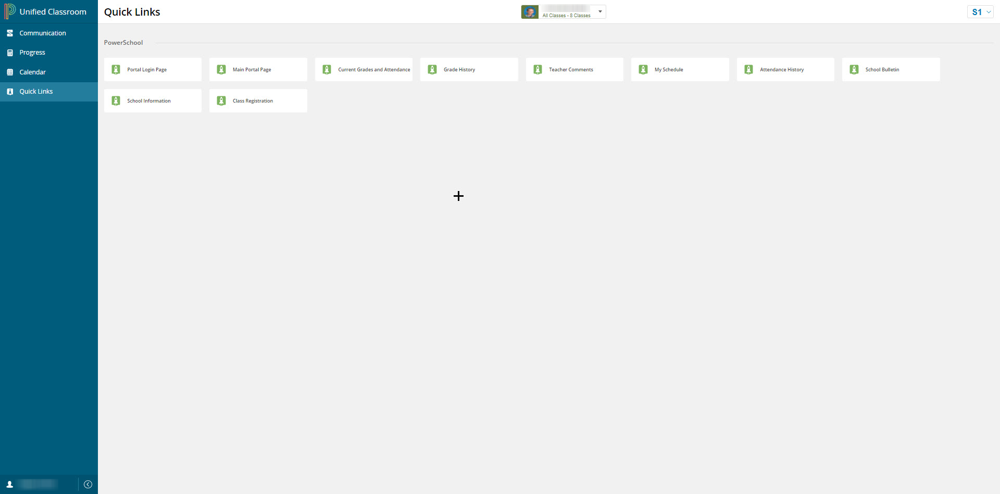 Unified Classroom
Communication
Progress
Calendar
Quick Links
Quick Links
All Classes - 8 Classes
S1
PowerSchool
Portal Login Page
Main Portal Page
Current Grades and Attendance
Grade History
Teacher Comments
My Schedule
Attendance History
School Bulletin
School Information
Class Registration